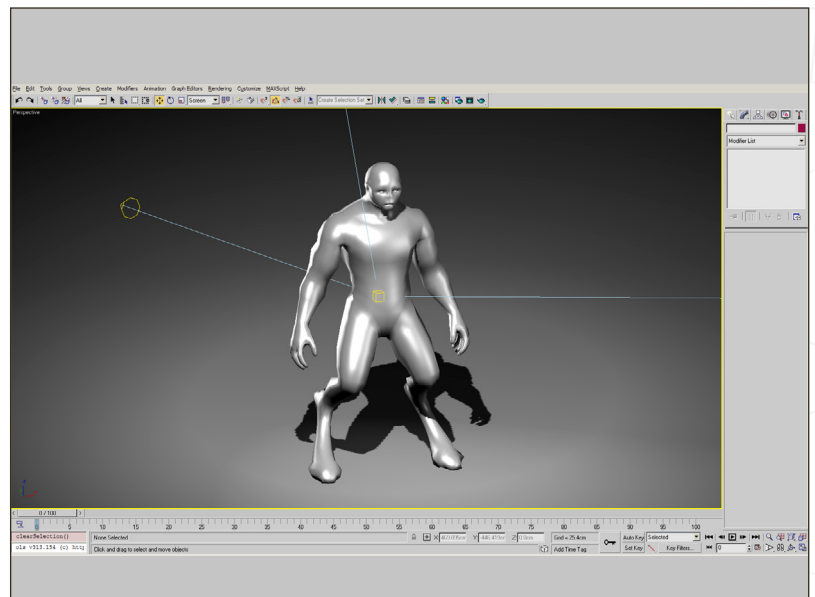 File Edit Tools Group Views Create Modifiers Animation Graph Editors Rendering Customize MAXScript Help
All Screen Create Selection Set
Perspective
Modifier List
0 / 100
0 5 10 15 20 25 30 35 40 45 50 55 60 65 70 75 80 85 90 95 100
clearSelection() None Selected X Y Z Grid = 25.4cm Auto Key Selected
Click and drag to select and move objects Add Time Tag Set Key Key Filters... 0